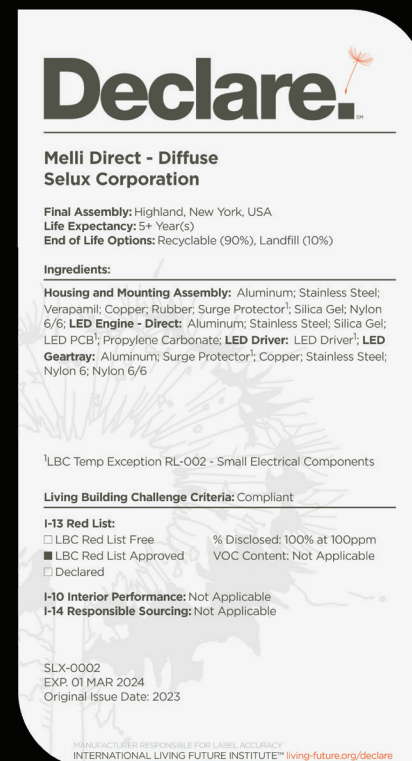 Declare.
SM
Melli Direct - Diffuse
Selux Corporation
Final Assembly: Highland, New York, USA
Life Expectancy: 5+ Year(s)
End of Life Options: Recyclable (90%), Landfill (10%)
Ingredients:
Housing and Mounting Assembly: Aluminum; Stainless Steel;
Verapamil; Copper; Rubber; Surge Protector¹; Silica Gel; Nylon
6/6; LED Engine - Direct: Aluminum; Stainless Steel; Silica Gel;
LED PCB¹; Propylene Carbonate; LED Driver: LED Driver¹; LED
Geartray: Aluminum; Surge Protector¹; Copper; Stainless Steel;
Nylon 6; Nylon 6/6
¹LBC Temp Exception RL-002 - Small Electrical Components
Living Building Challenge Criteria: Compliant
I-13 Red List:
☐ LBC Red List Free % Disclosed: 100% at 100ppm
■ LBC Red List Approved VOC Content: Not Applicable
☐ Declared
I-10 Interior Performance: Not Applicable
I-14 Responsible Sourcing: Not Applicable
SLX-0002
EXP. 01 MAR 2024
Original Issue Date: 2023
MANUFACTURER RESPONSIBLE FOR LABEL ACCURACY
INTERNATIONAL LIVING FUTURE INSTITUTE™ living-future.org/declare